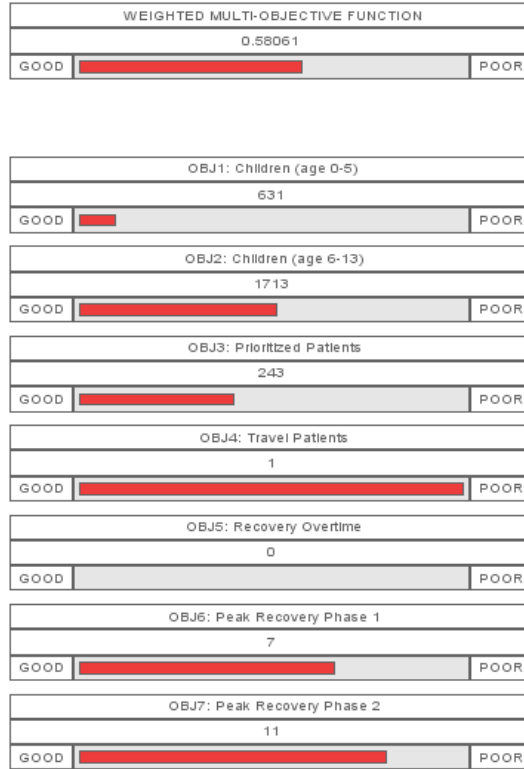 WEIGHTED MULTI-OBJECTIVE FUNCTION
0.58061
GOOD POOR
OBJ1: Children (age 0-5)
631
GOOD POOR
OBJ2: Children (age 6-13)
1713
GOOD POOR
OBJ3: Prioritized Patients
243
GOOD POOR
OBJ4: Travel Patients
1
GOOD POOR
OBJ5: Recovery Overtime
0
GOOD POOR
OBJ6: Peak Recovery Phase 1
7
GOOD POOR
OBJ7: Peak Recovery Phase 2
11
GOOD POOR